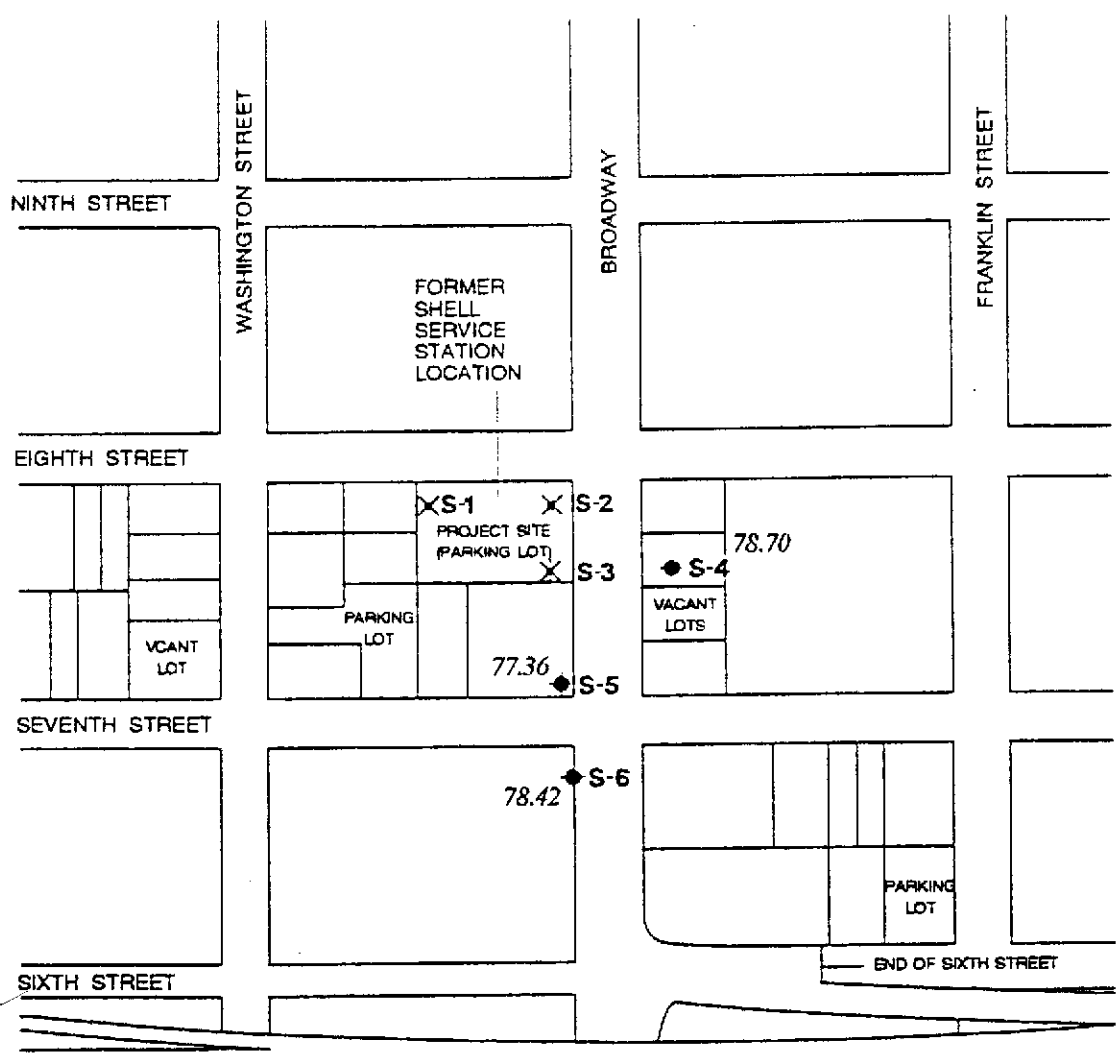 WASHINGTON STREET
BROADWAY
FRANKLIN STREET
NINTH STREET
FORMER
SHELL
SERVICE
STATION
LOCATION
EIGHTH STREET
S-1
S-2
PROJECT SITE
(PARKING LOT)
S-3
78.70
S-4
PARKING
LOT
VACANT
LOTS
VCANT
LOT
77.36
S-5
SEVENTH STREET
S-6
78.42
PARKING
LOT
END OF SIXTH STREET
SIXTH STREET